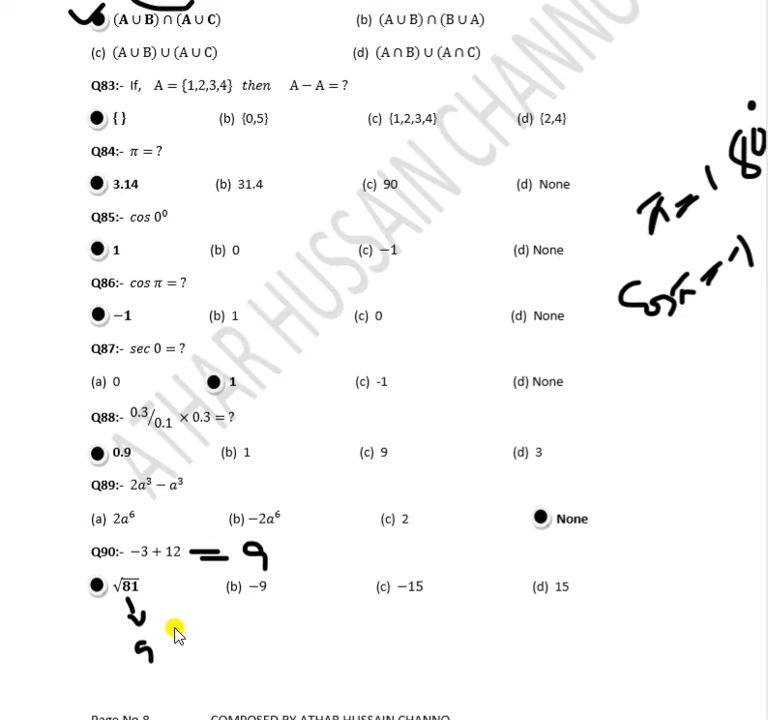 (A ∪ B) ∩ (A ∪ C) (b) (A ∪ B) ∩ (B ∪ A)
(c) (A ∪ B) ∪ (A ∪ C) (d) (A ∩ B) ∪ (A ∩ C)
Q83:- If, A = {1,2,3,4} then A − A = ?
{ } (b) {0,5} (c) {1,2,3,4} (d) {2,4}
Q84:- π = ?
3.14 (b) 31.4 (c) 90 (d) None
π = 180°
Q85:- cos 0⁰
1 (b) 0 (c) −1 (d) None
Q86:- cos π = ?
cos π = -1
−1 (b) 1 (c) 0 (d) None
Q87:- sec 0 = ?
(a) 0 1 (c) -1 (d) None
Q88:- 0.3/0.1 × 0.3 = ?
0.9 (b) 1 (c) 9 (d) 3
Q89:- 2a³ − a³
(a) 2a⁶ (b) −2a⁶ (c) 2 None
Q90:- −3 + 12 = 9
√81 (b) −9 (c) −15 (d) 15
9
Page No 8 COMPOSED BY ATHAR HUSSAIN CHANNO
ATHAR HUSSAIN CHANNO